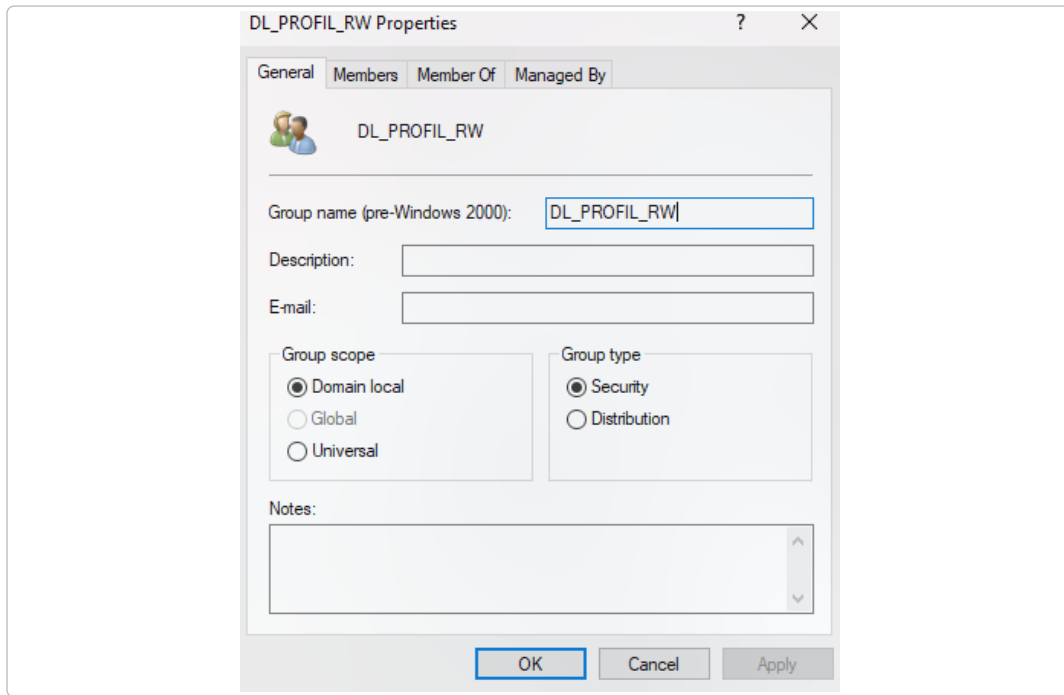 DL_PROFIL_RW Properties ?
General Members Member Of Managed By
DL_PROFIL_RW
Group name (pre-Windows 2000): DL_PROFIL_RW
Description:
E-mail:
Group scope
Domain local
Global
Universal
Group type
Security
Distribution
Notes:
OK Cancel Apply